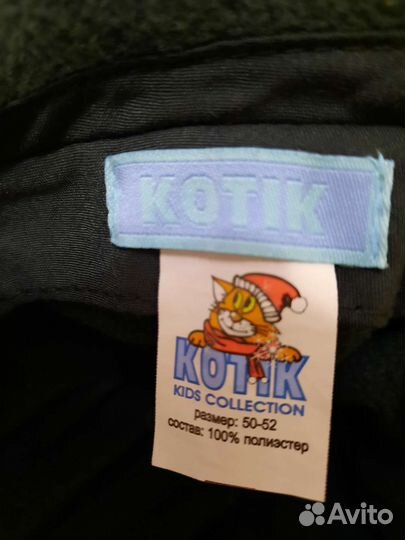 KOTIK
KOTIK
KIDS COLLECTION
размер: 50-52
состав: 100% полиэстер
Avito